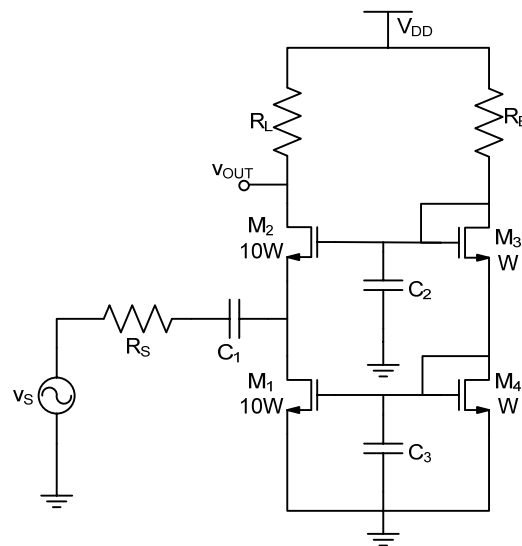 V_DD
R_L
R_B
v_OUT
M_2
10W
M_3
W
C_2
R_S
C_1
v_S
M_1
10W
M_4
W
C_3